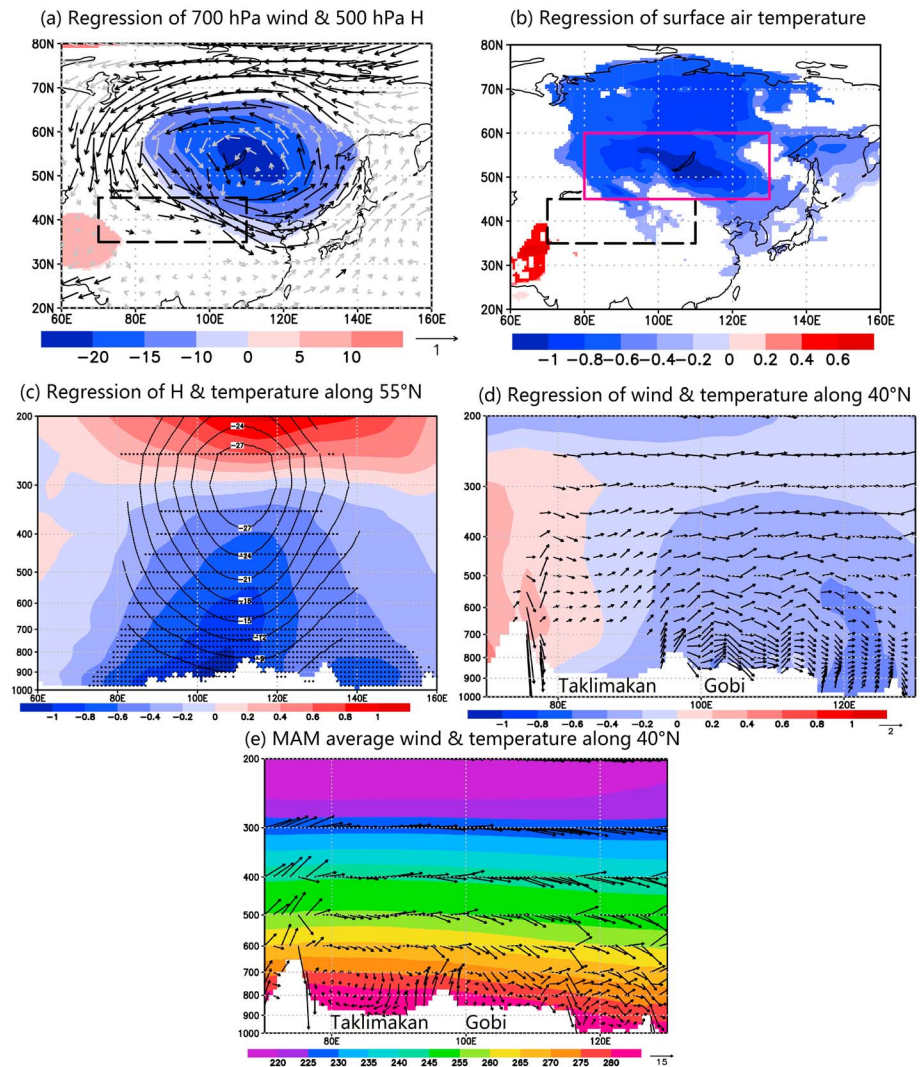 (a) Regression of 700 hPa wind & 500 hPa H
80N
70N
60N
50N
40N
30N
20N
60E 80E 100E 120E 140E 160E
−20 −15 −10 0 5 10
1
(b) Regression of surface air temperature
80N
70N
60N
50N
40N
30N
20N
60E 80E 100E 120E 140E 160E
−1 −0.8 −0.6 −0.4 −0.2 0 0.2 0.4 0.6
(c) Regression of H & temperature along 55°N
200
300
400
500
600
700
800
900
1000
−24
−27
−27
−24
−21
−18
−15
−12
−9
60E 80E 100E 120E 140E 160E
−1 −0.8 −0.6 −0.4 −0.2 0 0.2 0.4 0.6 0.8 1
(d) Regression of wind & temperature along 40°N
200
300
400
500
600
700
800
900
1000
Taklimakan Gobi
80E 100E 120E
−1 −0.8 −0.6 −0.4 −0.2 0 0.2 0.4 0.6 0.8 1
2
(e) MAM average wind & temperature along 40°N
200
300
400
500
600
700
800
900
1000
Taklimakan Gobi
80E 100E 120E
220 225 230 235 240 245 255 260 265 270 275 280
15